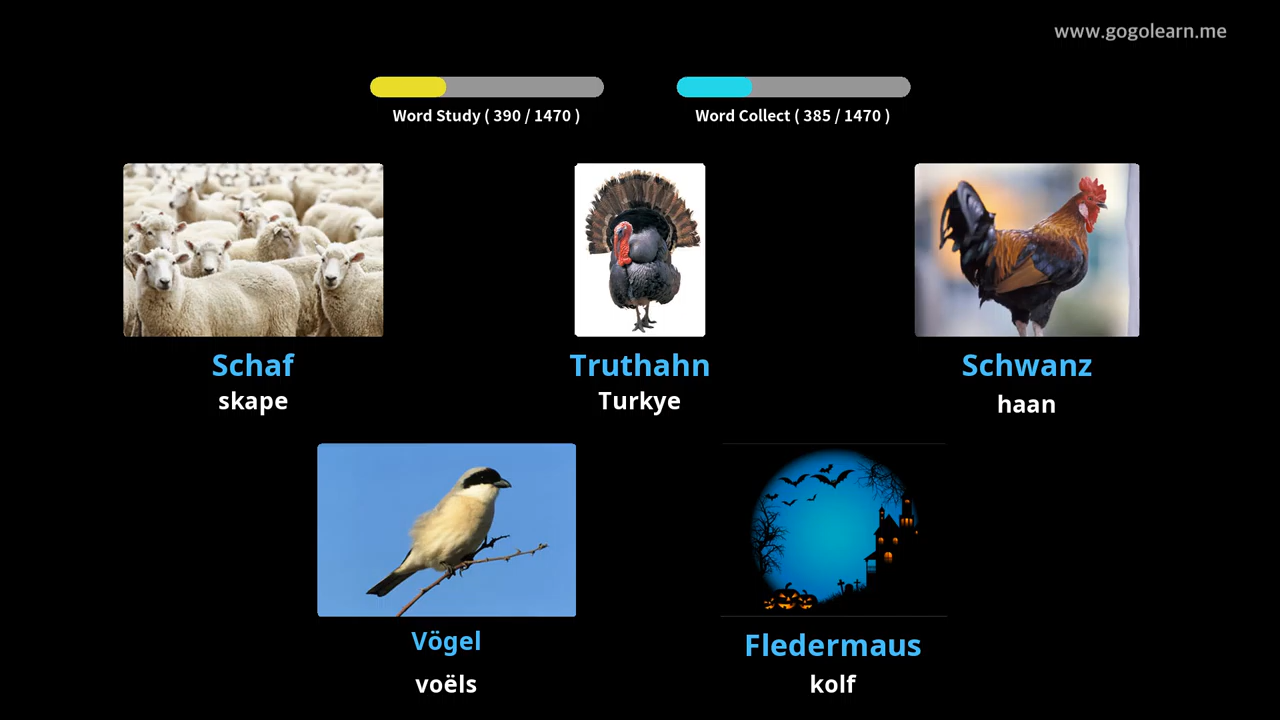 www.gogolearn.me
Word Study ( 390 / 1470 )
Word Collect ( 385 / 1470 )
Schaf
skape
Truthahn
Turkye
Schwanz
haan
Vögel
voëls
Fledermaus
kolf